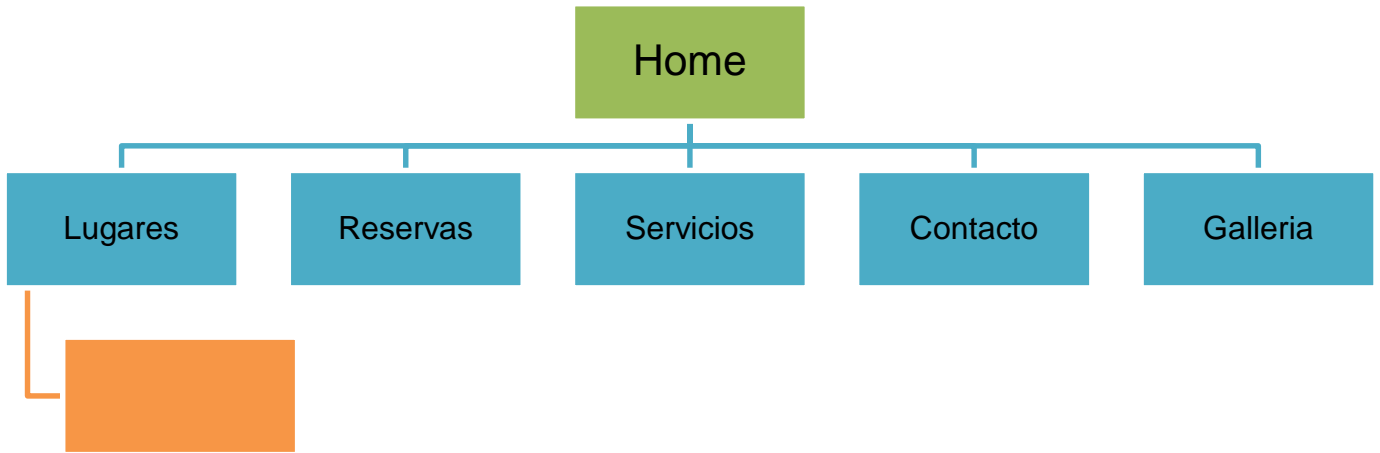 Home
Lugares
Reservas
Servicios
Contacto
Galleria